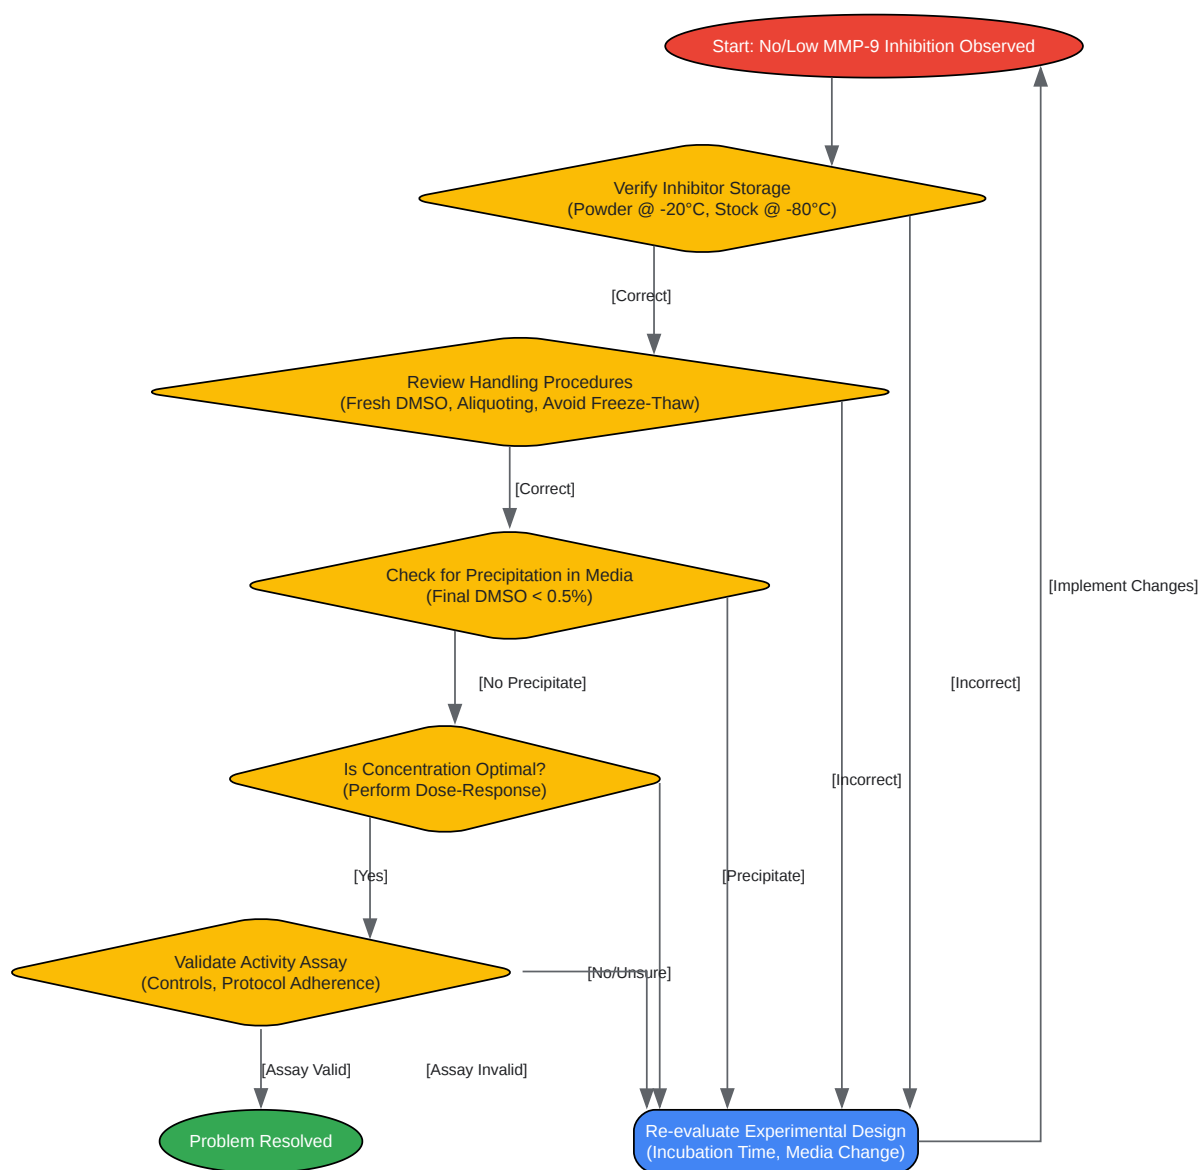 Start: No/Low MMP-9 Inhibition Observed
Verify Inhibitor Storage
(Powder @ -20°C, Stock @ -80°C)
[Correct]
Review Handling Procedures
(Fresh DMSO, Aliquoting, Avoid Freeze-Thaw)
[Correct]
Check for Precipitation in Media
(Final DMSO < 0.5%)
[Implement Changes]
[No Precipitate]
[Incorrect]
Is Concentration Optimal?
(Perform Dose-Response)
[Incorrect]
[Yes]
[Precipitate]
Validate Activity Assay
(Controls, Protocol Adherence)
[No/Unsure]
[Assay Valid]
[Assay Invalid]
Problem Resolved
Re-evaluate Experimental Design
(Incubation Time, Media Change)